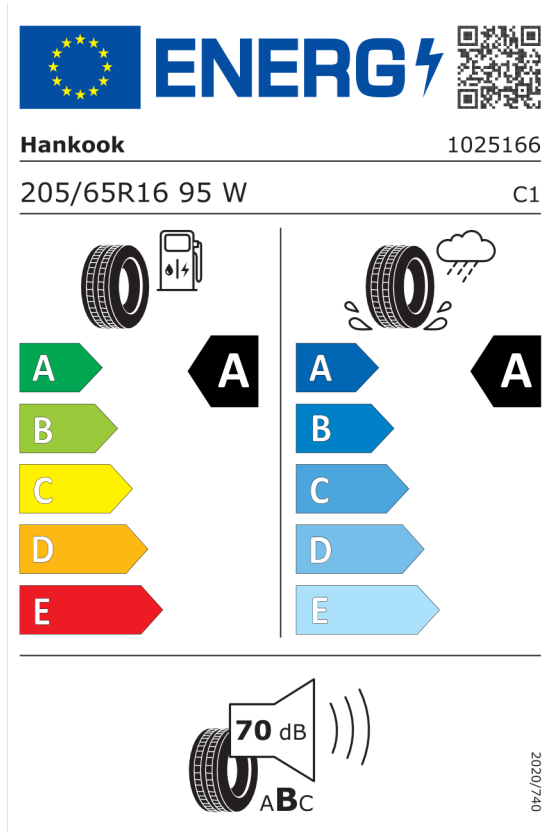 ENERG
Hankook 1025166
205/65R16 95 W C1
A A
B
C
D
E
A A
B
C
D
E
70 dB
ABC
2020/740